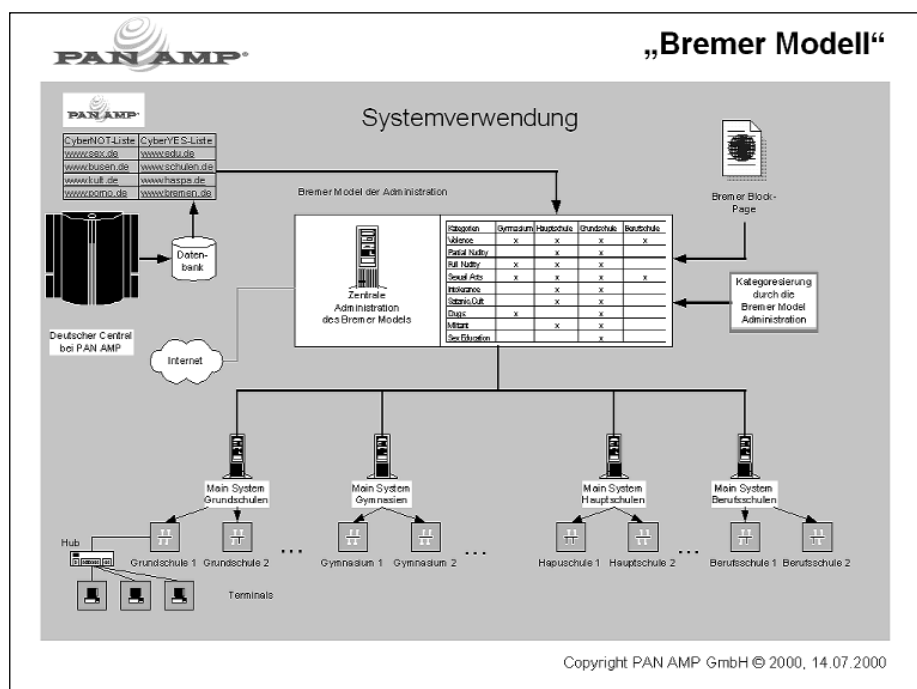 PAN AMP®
„Bremer Modell“
PAN AMP®
Systemverwendung
CyberNOT-Liste CyberYES-Liste
www.sex.de www.edu.de
www.busen.de www.schulen.de
www.kult.de www.haspa.de
www.porno.de www.bremen.de
Bremer Model der Administration
Bremer Block-
Page
Daten-
bank
Kategorien Gymnasium Hauptschule Grundschule Berufschule
Violence x x x x
Partial Nudity x x
Full Nudity x x x
Sexual Acts x x x x
Intolerance x x
Satanic,Cult x x
Drugs x x
Militant x x
Sex Education x
Zentrale
Administration
des Bremer Models
Kategoresierung
durch die
Bremer Model
Administration
Deutscher Central
bei PAN AMP
Internet
Main System
Grundschulen
Main System
Gymnasien
Main System
Hauptschulen
Main System
Berufsschulen
Hub
Grundschule 1 Grundschule 2 ... Gymnasium 1 Gymnasium 2 ... Hapuschule 1 Hauptschule 2 ... Berufsschule 1 Berufsschule 2
Terminals
Copyright PAN AMP GmbH © 2000, 14.07.2000